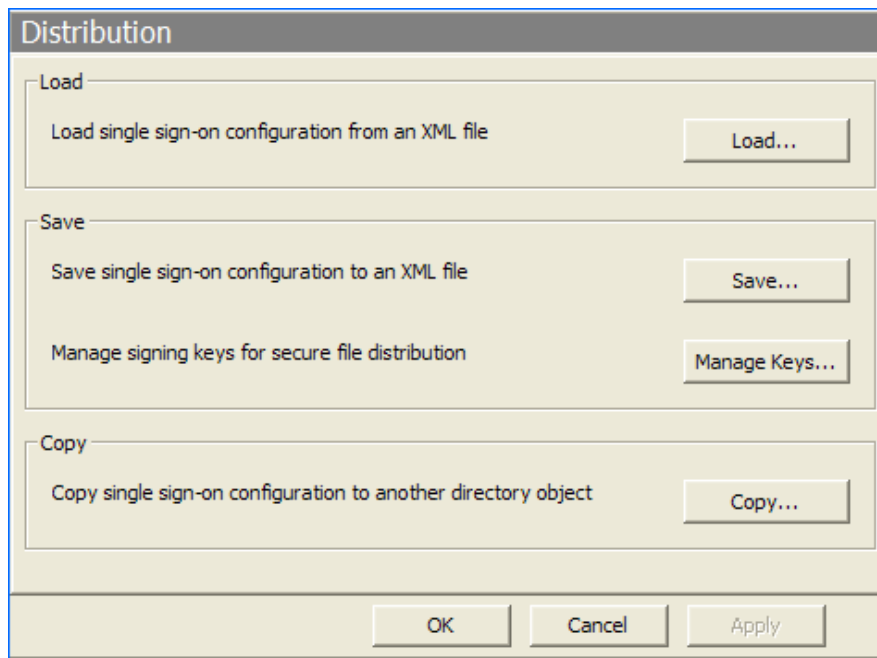 Distribution
Load
Load single sign-on configuration from an XML file
Load...
Save
Save single sign-on configuration to an XML file
Save...
Manage signing keys for secure file distribution
Manage Keys...
Copy
Copy single sign-on configuration to another directory object
Copy...
OK
Cancel
Apply